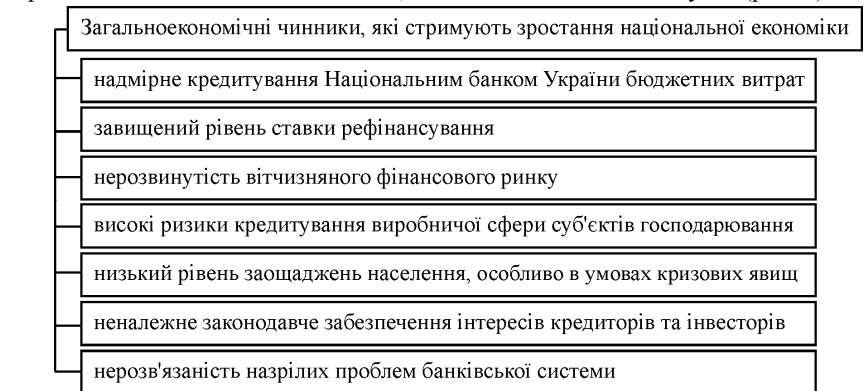 Загальноекономічні чинники, які стримують зростання національної економіки
надмірне кредитування Національним банком України бюджетних витрат
завищений рівень ставки рефінансування
нерозвинутість вітчизняного фінансового ринку
високі ризики кредитування виробничої сфери суб'єктів господарювання
низький рівень заощаджень населення, особливо в умовах кризових явищ
неналежне законодавче забезпечення інтересів кредиторів та інвесторів
нерозв'язаність назрілих проблем банківської системи